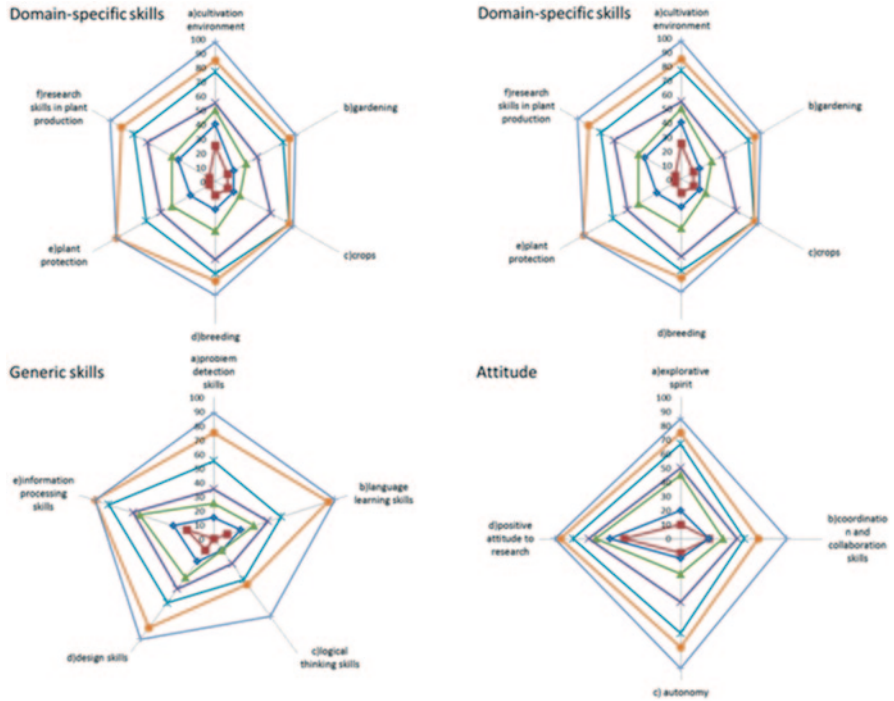 Domain-specific skills
a)cultivation
environment
100
90
80
70
60
50
40
30
20
10
0
b)gardening
c)crops
d)breeding
e)plant
protection
f)research
skills in plant
production
Domain-specific skills
a)cultivation
environment
100
90
80
70
60
50
40
30
20
10
0
b)gardening
c)crops
d)breeding
e)plant
protection
f)research
skills in plant
production
Generic skills
a)problem
detection
skills
100
90
80
70
60
50
40
30
20
10
0
b)language
learning skills
c)logical
thinking skills
d)design skills
e)information
processing
skills
Attitude
a)explorative
spirit
100
90
80
70
60
50
40
30
20
10
0
b)coordinatio
n and
collaboration
skills
c) autonomy
d)positive
attitude to
research